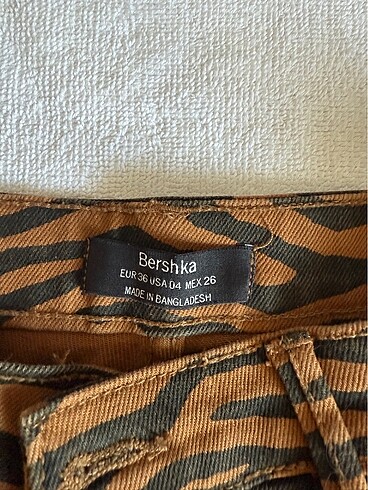 Bershka
EUR 36 USA 04 MEX 26
MADE IN BANGLADESH